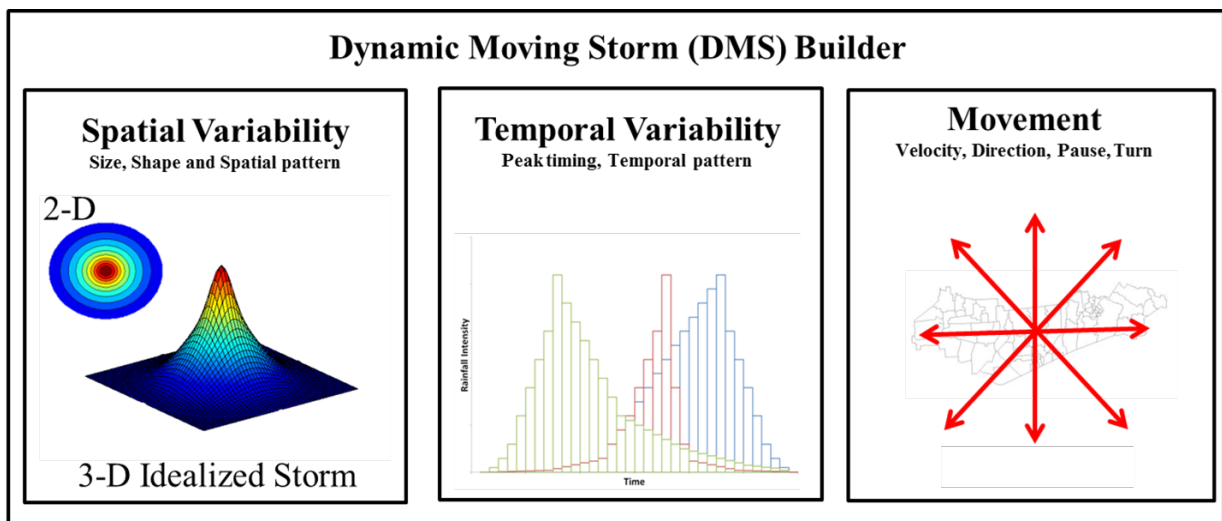 Dynamic Moving Storm (DMS) Builder
Spatial Variability
Size, Shape and Spatial pattern
2-D
3-D Idealized Storm
Temporal Variability
Peak timing, Temporal pattern
Rainfall Intensity
Time
Movement
Velocity, Direction, Pause, Turn